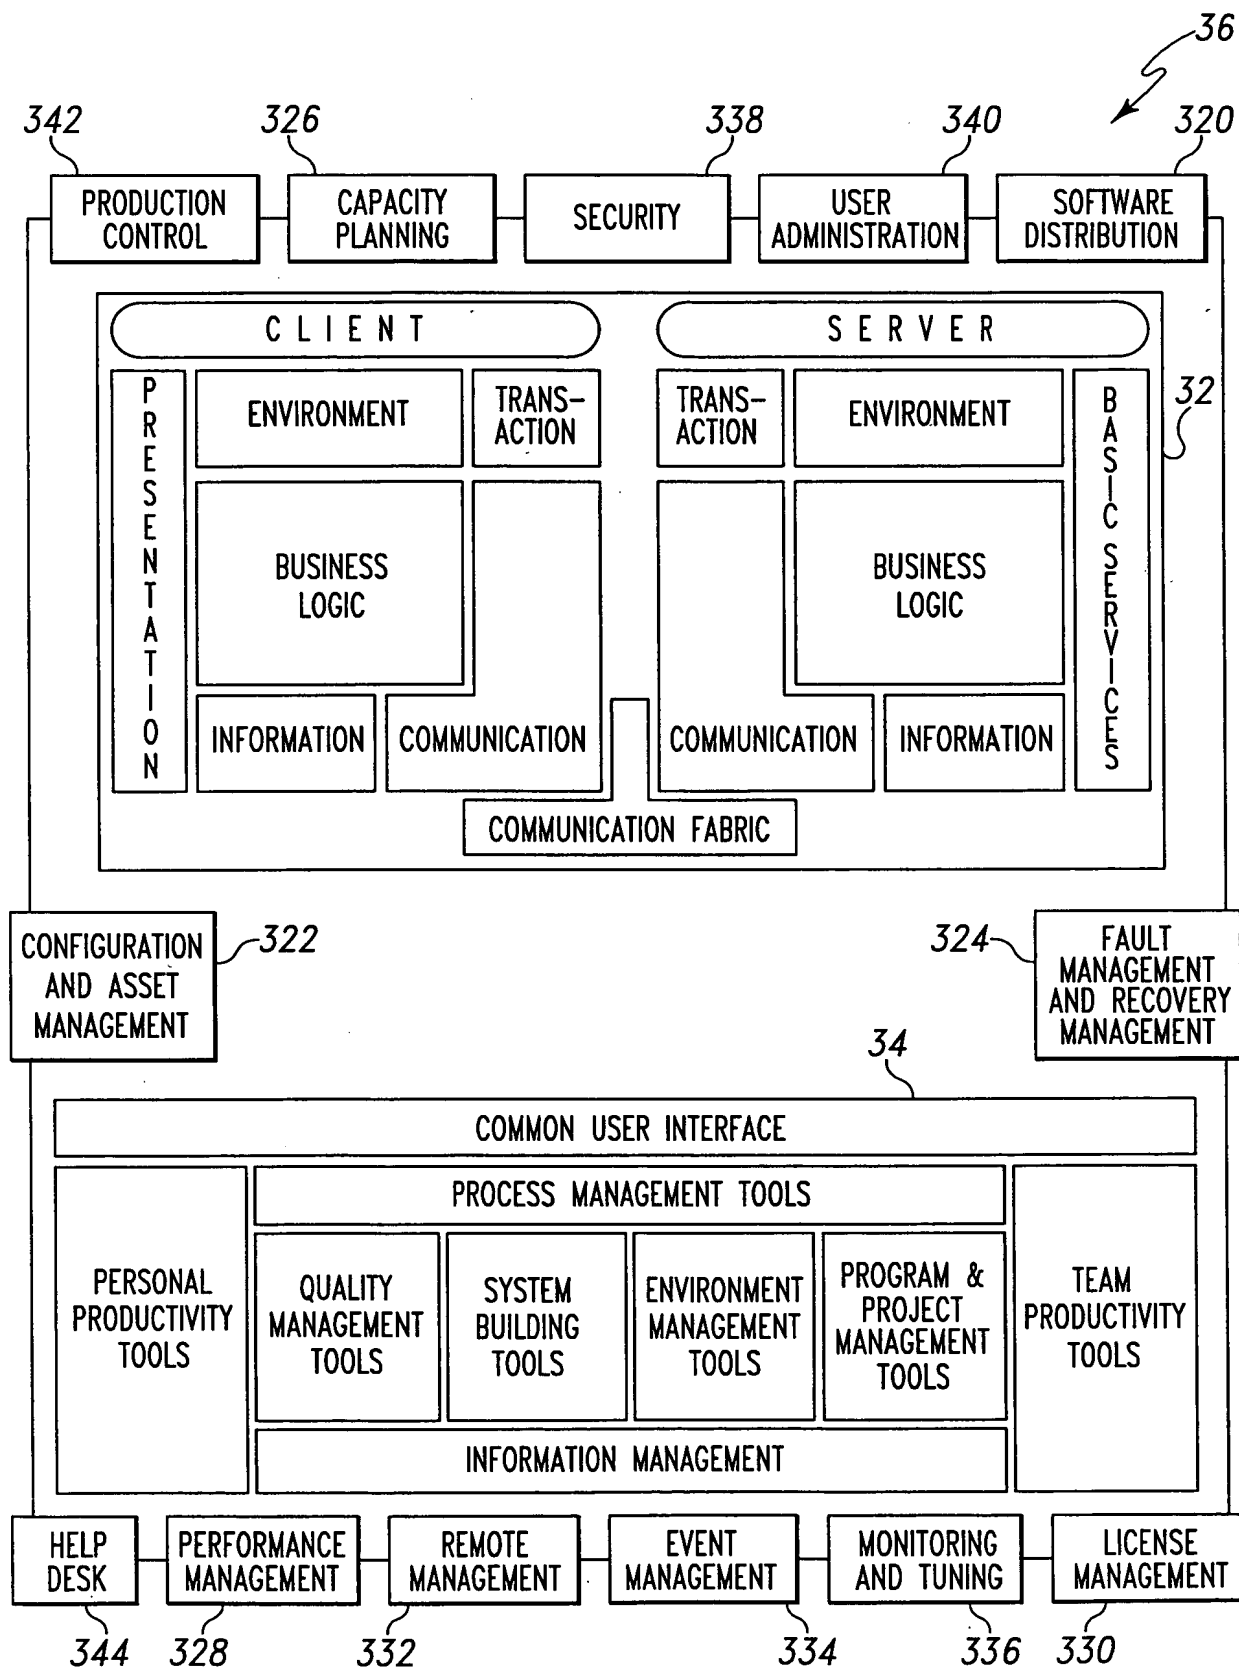 36
342
326
338
340
320
PRODUCTION
CONTROL
CAPACITY
PLANNING
SECURITY
USER
ADMINISTRATION
SOFTWARE
DISTRIBUTION
CLIENT
SERVER
PRESENTATION
ENVIRONMENT
TRANS-
ACTION
TRANS-
ACTION
ENVIRONMENT
BASIC SERVICES
32
BUSINESS
LOGIC
BUSINESS
LOGIC
INFORMATION
COMMUNICATION
COMMUNICATION
INFORMATION
COMMUNICATION FABRIC
CONFIGURATION
AND ASSET
MANAGEMENT
322
324
FAULT
MANAGEMENT
AND RECOVERY
MANAGEMENT
34
COMMON USER INTERFACE
PROCESS MANAGEMENT TOOLS
PERSONAL
PRODUCTIVITY
TOOLS
QUALITY
MANAGEMENT
TOOLS
SYSTEM
BUILDING
TOOLS
ENVIRONMENT
MANAGEMENT
TOOLS
PROGRAM &
PROJECT
MANAGEMENT
TOOLS
TEAM
PRODUCTIVITY
TOOLS
INFORMATION MANAGEMENT
HELP
DESK
PERFORMANCE
MANAGEMENT
REMOTE
MANAGEMENT
EVENT
MANAGEMENT
MONITORING
AND TUNING
LICENSE
MANAGEMENT
344
328
332
334
336
330